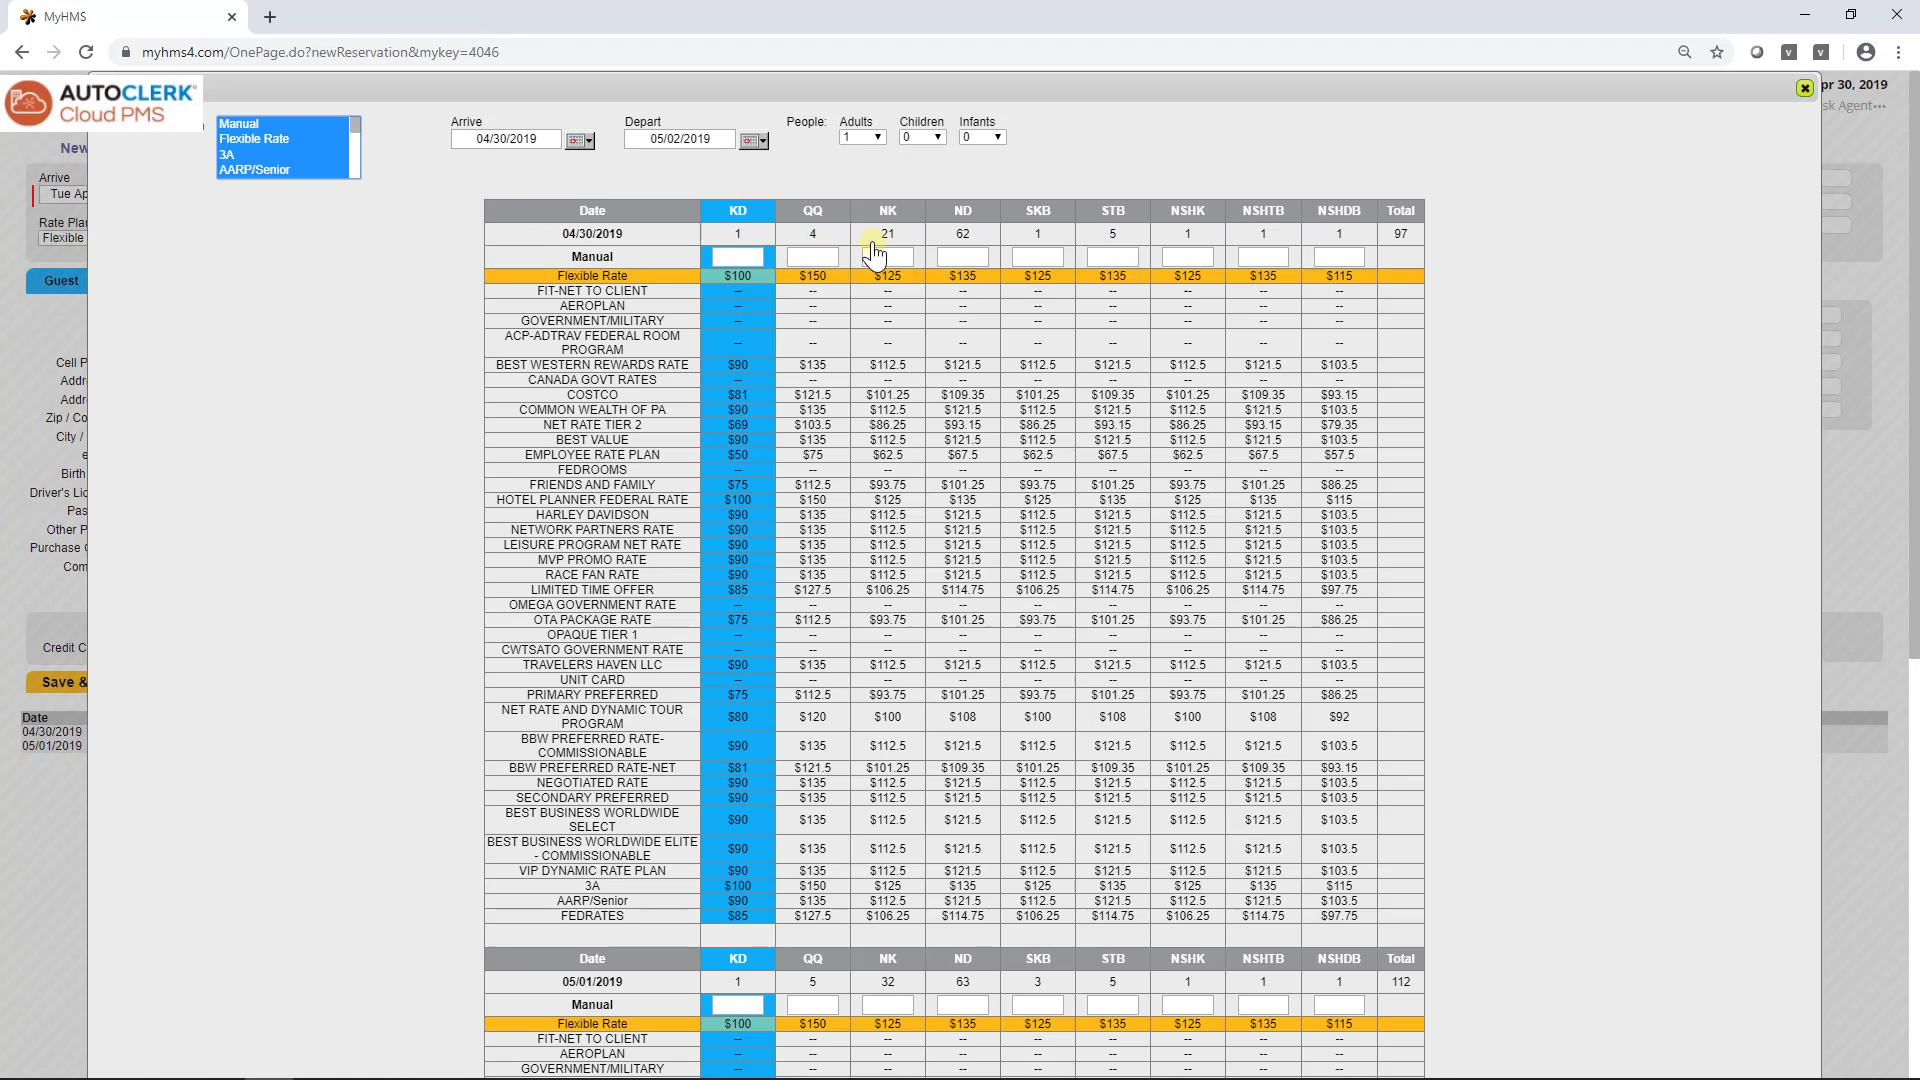 MyHMS
myhms4.com/OnePage.do?newReservation&mykey=4046
AUTOCLERK
Cloud PMS
pr 30, 2019
sk Agent•••
New
Arrive
Tue Ap
Rate Plan
Flexible
Guest
Cell P
Addr
Addr
Zip / Co
City /
e
Birth
Driver's Lic
Pas
Other P
Purchase O
Com
Credit C
Save &
Date
04/30/2019
05/01/2019
Manual
Flexible Rate
3A
AARP/Senior
Arrive Depart People: Adults Children Infants
04/30/2019 05/02/2019 1 0 0
Date KD QQ NK ND SKB STB NSHK NSHTB NSHDB Total
04/30/2019 1 4 21 62 1 5 1 1 1 97
Manual
Flexible Rate $100 $150 $125 $135 $125 $135 $125 $135 $115
FIT-NET TO CLIENT -- -- -- -- -- -- -- -- --
AEROPLAN -- -- -- -- -- -- -- -- --
GOVERNMENT/MILITARY -- -- -- -- -- -- -- -- --
ACP-ADTRAV FEDERAL ROOM
PROGRAM -- -- -- -- -- -- -- -- --
BEST WESTERN REWARDS RATE $90 $135 $112.5 $121.5 $112.5 $121.5 $112.5 $121.5 $103.5
CANADA GOVT RATES -- -- -- -- -- -- -- -- --
COSTCO $81 $121.5 $101.25 $109.35 $101.25 $109.35 $101.25 $109.35 $93.15
COMMON WEALTH OF PA $90 $135 $112.5 $121.5 $112.5 $121.5 $112.5 $121.5 $103.5
NET RATE TIER 2 $69 $103.5 $86.25 $93.15 $86.25 $93.15 $86.25 $93.15 $79.35
BEST VALUE $90 $135 $112.5 $121.5 $112.5 $121.5 $112.5 $121.5 $103.5
EMPLOYEE RATE PLAN $50 $75 $62.5 $67.5 $62.5 $67.5 $62.5 $67.5 $57.5
FEDROOMS -- -- -- -- -- -- -- -- --
FRIENDS AND FAMILY $75 $112.5 $93.75 $101.25 $93.75 $101.25 $93.75 $101.25 $86.25
HOTEL PLANNER FEDERAL RATE $100 $150 $125 $135 $125 $135 $125 $135 $115
HARLEY DAVIDSON $90 $135 $112.5 $121.5 $112.5 $121.5 $112.5 $121.5 $103.5
NETWORK PARTNERS RATE $90 $135 $112.5 $121.5 $112.5 $121.5 $112.5 $121.5 $103.5
LEISURE PROGRAM NET RATE $90 $135 $112.5 $121.5 $112.5 $121.5 $112.5 $121.5 $103.5
MVP PROMO RATE $90 $135 $112.5 $121.5 $112.5 $121.5 $112.5 $121.5 $103.5
RACE FAN RATE $90 $135 $112.5 $121.5 $112.5 $121.5 $112.5 $121.5 $103.5
LIMITED TIME OFFER $85 $127.5 $106.25 $114.75 $106.25 $114.75 $106.25 $114.75 $97.75
OMEGA GOVERNMENT RATE -- -- -- -- -- -- -- -- --
OTA PACKAGE RATE $75 $112.5 $93.75 $101.25 $93.75 $101.25 $93.75 $101.25 $86.25
OPAQUE TIER 1 -- -- -- -- -- -- -- -- --
CWTSATO GOVERNMENT RATE -- -- -- -- -- -- -- -- --
TRAVELERS HAVEN LLC $90 $135 $112.5 $121.5 $112.5 $121.5 $112.5 $121.5 $103.5
UNIT CARD -- -- -- -- -- -- -- -- --
PRIMARY PREFERRED $75 $112.5 $93.75 $101.25 $93.75 $101.25 $93.75 $101.25 $86.25
NET RATE AND DYNAMIC TOUR
PROGRAM $80 $120 $100 $108 $100 $108 $100 $108 $92
BBW PREFERRED RATE-
COMMISSIONABLE $90 $135 $112.5 $121.5 $112.5 $121.5 $112.5 $121.5 $103.5
BBW PREFERRED RATE-NET $81 $121.5 $101.25 $109.35 $101.25 $109.35 $101.25 $109.35 $93.15
NEGOTIATED RATE $90 $135 $112.5 $121.5 $112.5 $121.5 $112.5 $121.5 $103.5
SECONDARY PREFERRED $90 $135 $112.5 $121.5 $112.5 $121.5 $112.5 $121.5 $103.5
BEST BUSINESS WORLDWIDE
SELECT $90 $135 $112.5 $121.5 $112.5 $121.5 $112.5 $121.5 $103.5
BEST BUSINESS WORLDWIDE ELITE
- COMMISSIONABLE $90 $135 $112.5 $121.5 $112.5 $121.5 $112.5 $121.5 $103.5
VIP DYNAMIC RATE PLAN $90 $135 $112.5 $121.5 $112.5 $121.5 $112.5 $121.5 $103.5
3A $100 $150 $125 $135 $125 $135 $125 $135 $115
AARP/Senior $90 $135 $112.5 $121.5 $112.5 $121.5 $112.5 $121.5 $103.5
FEDRATES $85 $127.5 $106.25 $114.75 $106.25 $114.75 $106.25 $114.75 $97.75
Date KD QQ NK ND SKB STB NSHK NSHTB NSHDB Total
05/01/2019 1 5 32 63 3 5 1 1 1 112
Manual
Flexible Rate $100 $150 $125 $135 $125 $135 $125 $135 $115
FIT-NET TO CLIENT -- -- -- -- -- -- -- -- --
AEROPLAN -- -- -- -- -- -- -- -- --
GOVERNMENT/MILITARY -- -- -- -- -- -- -- -- --